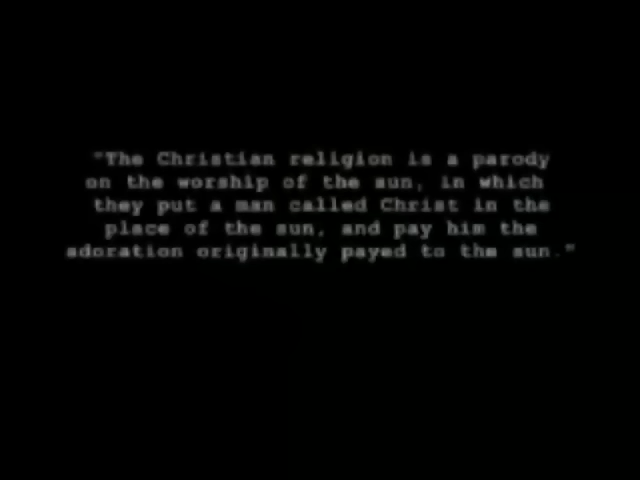 "The Christian religion is a parody
on the worship of the sun, in which
they put a man called Christ in the
place of the sun, and pay him the
adoration originally payed to the sun."